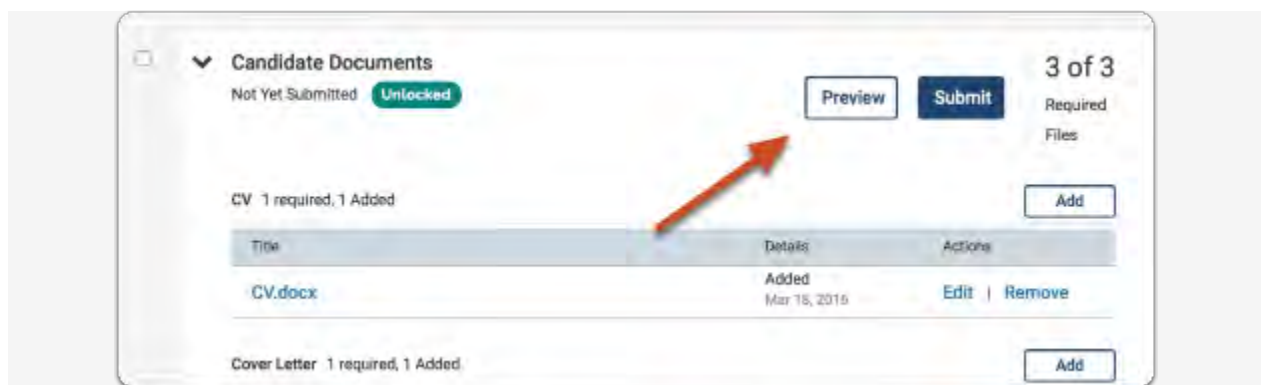 Candidate Documents
Not Yet Submitted Unlocked
Preview Submit
3 of 3
Required
Files
CV 1 required, 1 Added
Add
Title Details Actions
CV.docx
Added
Mar 18, 2016
Edit | Remove
Cover Letter 1 required, 1 Added
Add